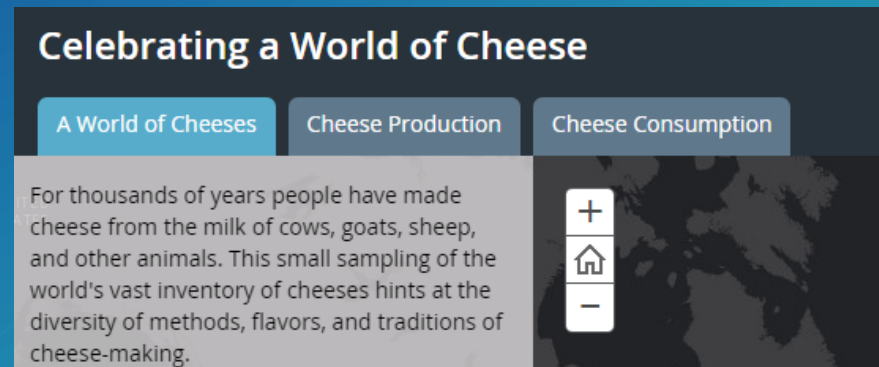 Celebrating a World of Cheese
A World of Cheeses
Cheese Production
Cheese Consumption
For thousands of years people have made
cheese from the milk of cows, goats, sheep,
and other animals. This small sampling of the
world's vast inventory of cheeses hints at the
diversity of methods, flavors, and traditions of
cheese-making.
+
−